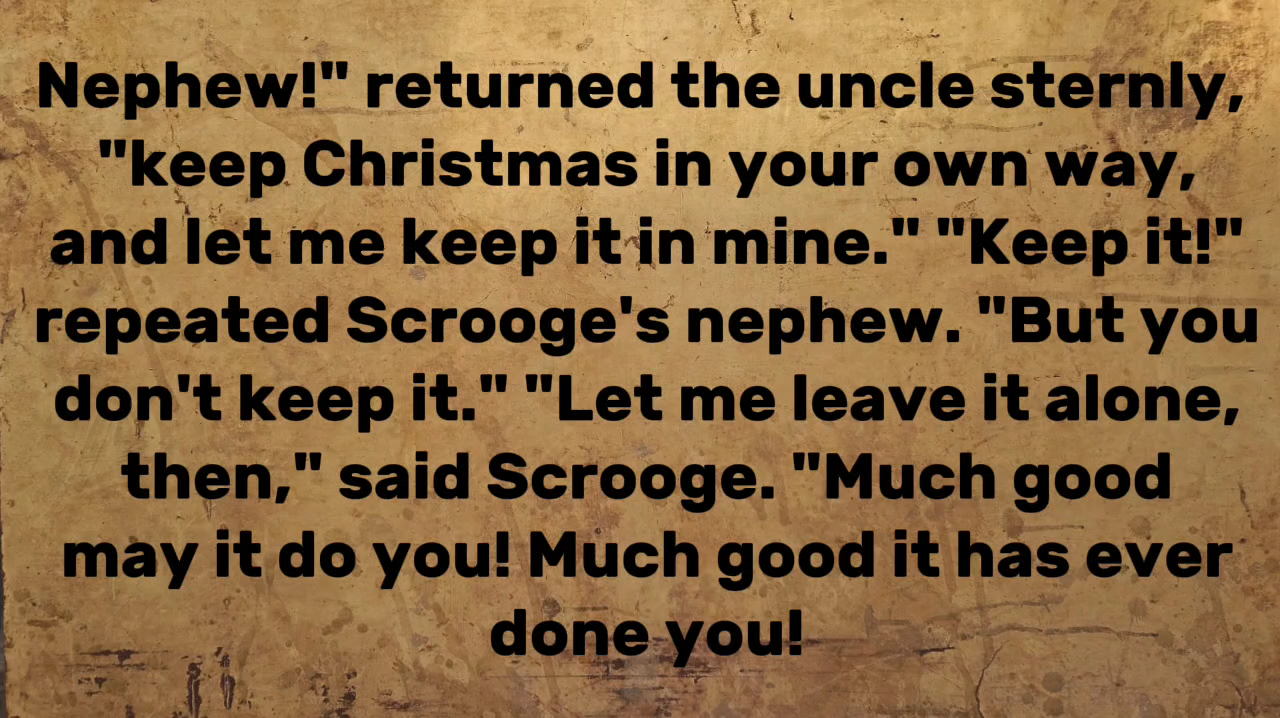 Nephew!" returned the uncle sternly,
"keep Christmas in your own way,
and let me keep it in mine." "Keep it!"
repeated Scrooge's nephew. "But you
don't keep it." "Let me leave it alone,
then," said Scrooge. "Much good
may it do you! Much good it has ever
done you!